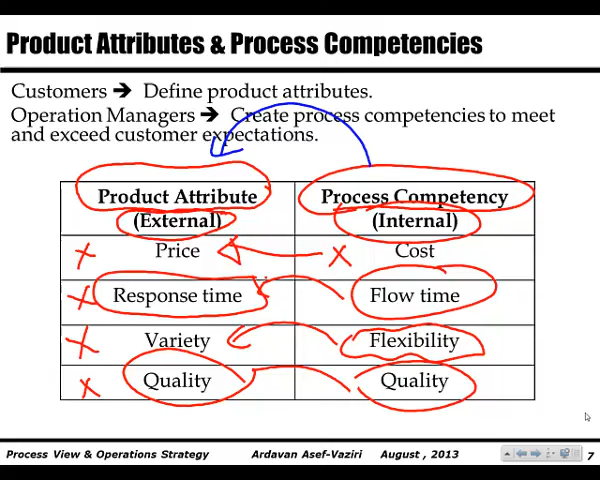 Product Attributes & Process Competencies
Customers → Define product attributes.
Operation Managers → Create process competencies to meet
and exceed customer expectations.
Product Attribute Process Competency
(External) (Internal)
Price Cost
Response time Flow time
Variety Flexibility
Quality Quality
Process View & Operations Strategy Ardavan Asef-Vaziri August , 2013 7